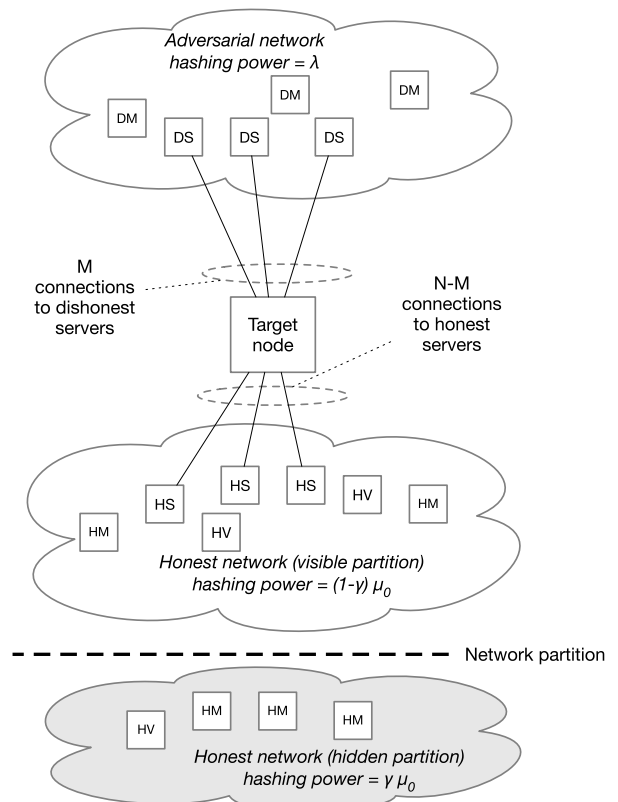 Adversarial network
hashing power = λ
DM
DM
DM
DS
DS
DS
M
connections
to dishonest
servers
N-M
connections
to honest
servers
Target
node
HS
HS
HS
HV
HM
HM
HV
Honest network (visible partition)
hashing power = (1-γ) μ₀
Network partition
HV
HM
HM
HM
Honest network (hidden partition)
hashing power = γ μ₀